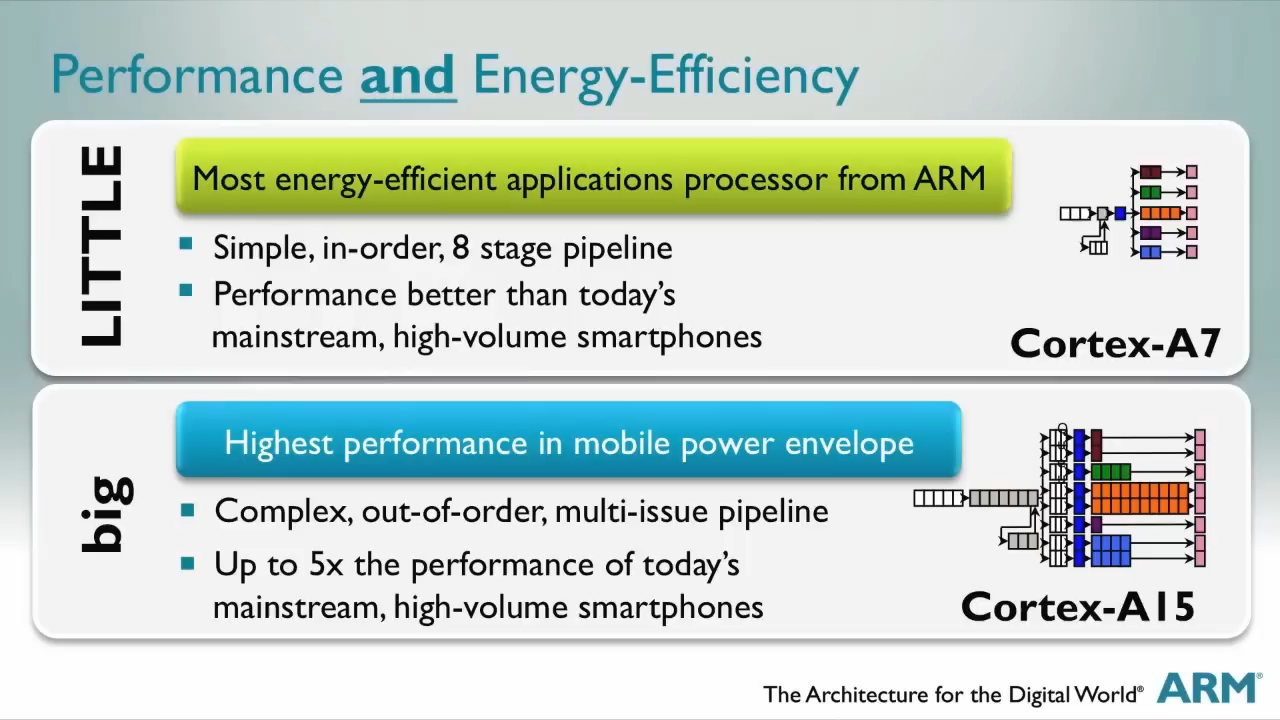 Performance and Energy-Efficiency
LITTLE
Most energy-efficient applications processor from ARM
Simple, in-order, 8 stage pipeline
Performance better than today's
mainstream, high-volume smartphones
Cortex-A7
big
Highest performance in mobile power envelope
Complex, out-of-order, multi-issue pipeline
Up to 5x the performance of today's
mainstream, high-volume smartphones
Cortex-A15
The Architecture for the Digital World® ARM®